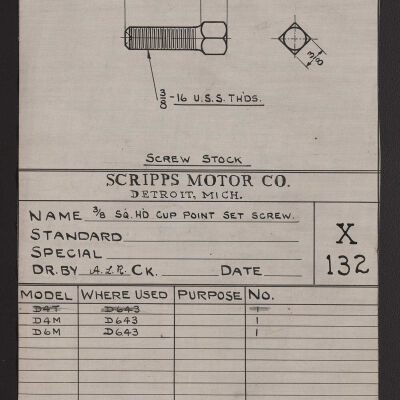 3/8
3/8-16 U.S.S. TH'DS.
SCREW STOCK
SCRIPPS MOTOR CO.
DETROIT, MICH.
NAME 3/8 SQ. HD CUP POINT SET SCREW.
STANDARD
SPECIAL
DR. BY A.L.R. CK. DATE
X
132
MODEL WHERE USED PURPOSE NO.
D4T D643 1
D4M D643 1
D6M D643 1